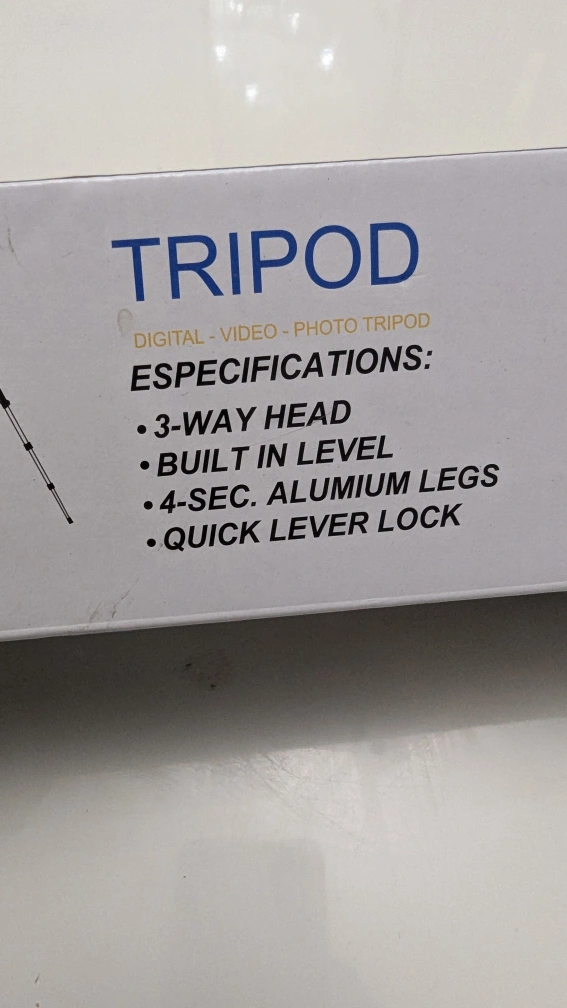 TRIPOD
DIGITAL - VIDEO - PHOTO TRIPOD
ESPECIFICATIONS:
• 3-WAY HEAD
• BUILT IN LEVEL
• 4-SEC. ALUMIUM LEGS
• QUICK LEVER LOCK